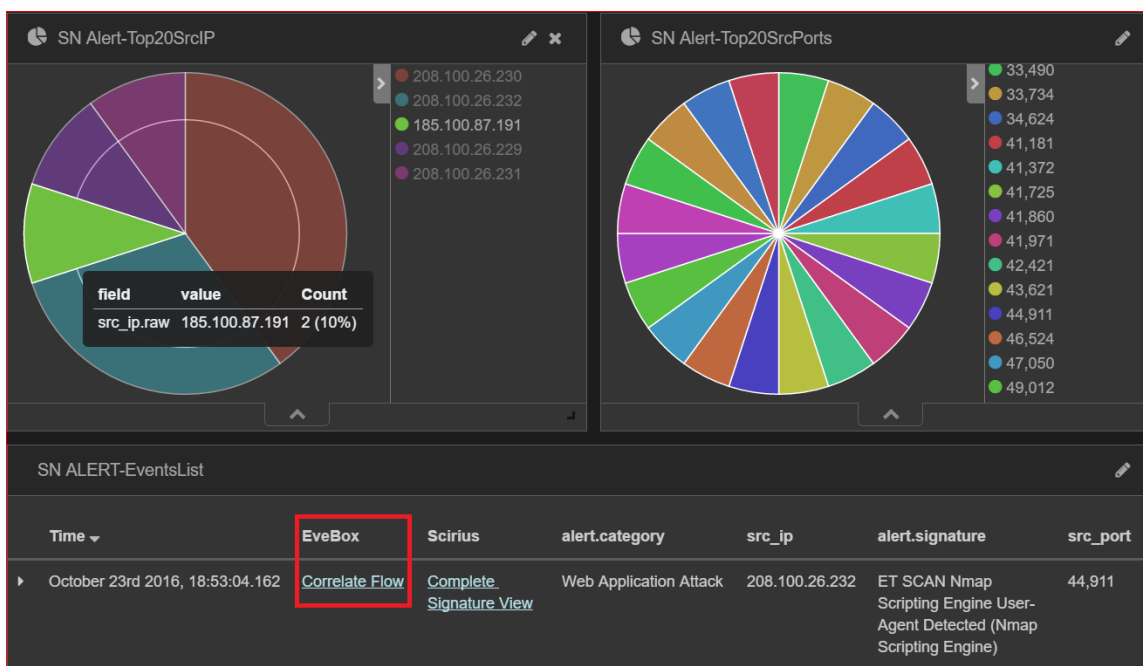 SN Alert-Top20SrcIP
208.100.26.230
208.100.26.232
185.100.87.191
208.100.26.229
208.100.26.231
field value Count
src_ip.raw 185.100.87.191 2 (10%)
SN Alert-Top20SrcPorts
33,490
33,734
34,624
41,181
41,372
41,725
41,860
41,971
42,421
43,621
44,911
46,524
47,050
49,012
SN ALERT-EventsList
Time EveBox Scirius alert.category src_ip alert.signature src_port
October 23rd 2016, 18:53:04.162 Correlate Flow Complete Web Application Attack 208.100.26.232 ET SCAN Nmap 44,911
Signature View Scripting Engine User-
Agent Detected (Nmap
Scripting Engine)